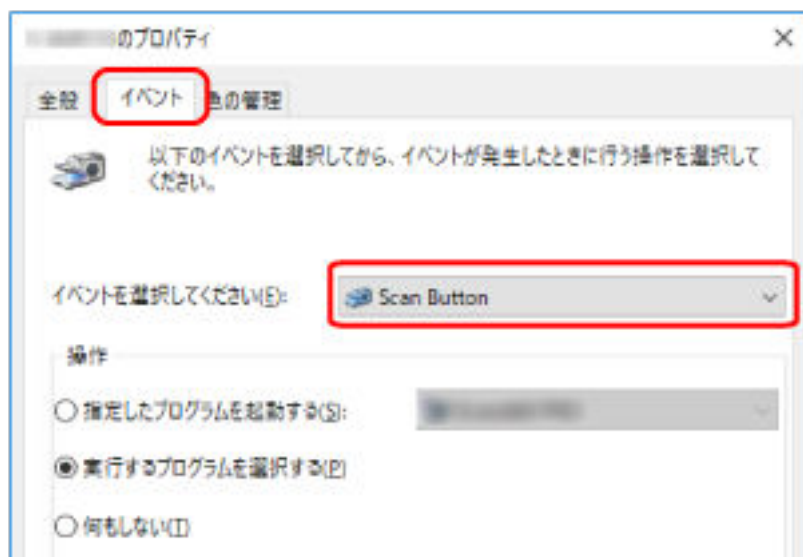 のプロパティ
全般
イベント
色の管理
以下のイベントを選択してから、イベントが発生したときに行う操作を選択して
ください。
イベントを選択してください(E):
Scan Button
操作
指定したプログラムを起動する(S):
実行するプログラムを選択する(P)
何もしない(T)